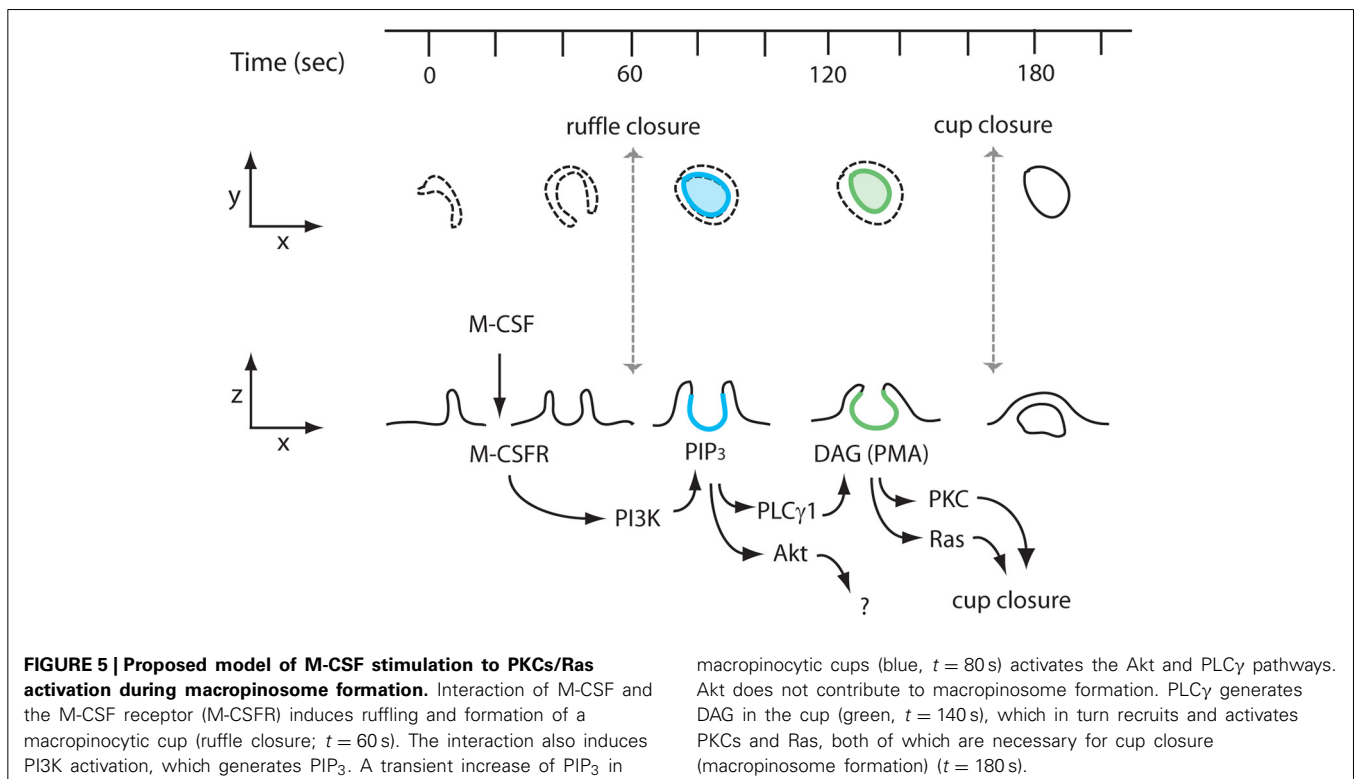 Time (sec)
0 60 120 180
ruffle closure cup closure
y
x
M-CSF
z
x
M-CSFR PIP₃ DAG (PMA)
PI3K PLCγ1 PKC
Akt Ras
? cup closure
FIGURE 5 | Proposed model of M-CSF stimulation to PKCs/Ras
activation during macropinosome formation. Interaction of M-CSF and
the M-CSF receptor (M-CSFR) induces ruffling and formation of a
macropinocytic cup (ruffle closure; t = 60 s). The interaction also induces
PI3K activation, which generates PIP₃. A transient increase of PIP₃ in
macropinocytic cups (blue, t = 80 s) activates the Akt and PLCγ pathways.
Akt does not contribute to macropinosome formation. PLCγ generates
DAG in the cup (green, t = 140 s), which in turn recruits and activates
PKCs and Ras, both of which are necessary for cup closure
(macropinosome formation) (t = 180 s).